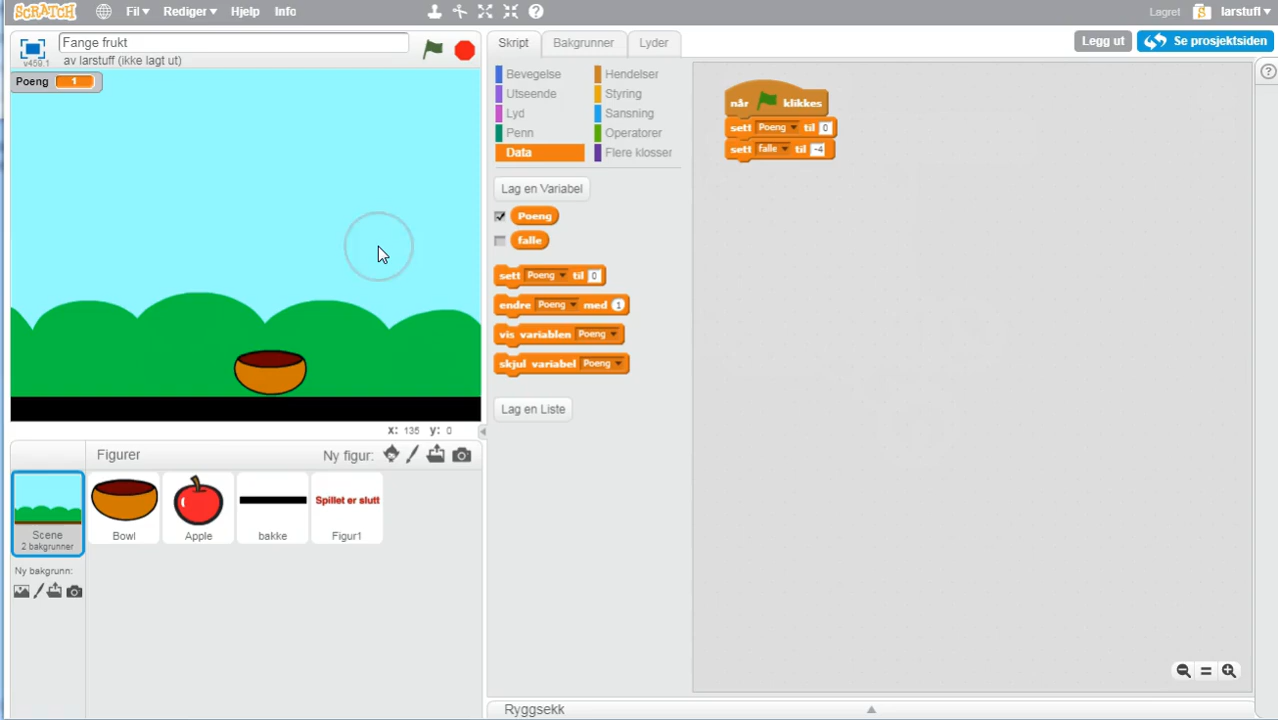 SCRATCH Fil Rediger Hjelp Info Lagret larstufl
Fange frukt
v459.1 av larstuff (ikke lagt ut)
Poeng 1
Skript Bakgrunner Lyder Legg ut Se prosjektsiden
Bevegelse Hendelser
Utseende Styring
Lyd Sansning
Penn Operatorer
Data Flere klosser
Lag en Variabel
Poeng
falle
sett Poeng til 0
endre Poeng med 1
vis variablen Poeng
skjul variabel Poeng
Lag en Liste
når klikkes
sett Poeng til 0
sett falle til -4
x: 135 y: 0
Figurer Ny figur:
Spillet er slutt
Scene Bowl Apple bakke Figur1
2 bakgrunner
Ny bakgrunn:
Ryggsekk